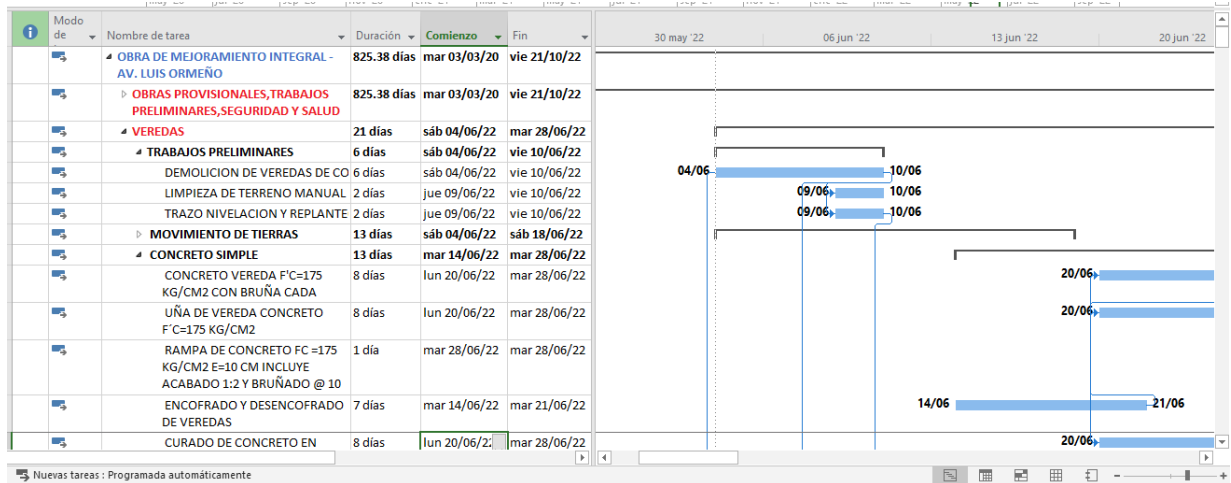 Modo
de
Nombre de tarea
Duración
Comienzo
Fin
30 may '22
06 jun '22
13 jun '22
20 jun '22
OBRA DE MEJORAMIENTO INTEGRAL - 825.38 días mar 03/03/20 vie 21/10/22
AV. LUIS ORMEÑO
OBRAS PROVISIONALES,TRABAJOS 825.38 días mar 03/03/20 vie 21/10/22
PRELIMINARES,SEGURIDAD Y SALUD
VEREDAS 21 días sáb 04/06/22 mar 28/06/22
TRABAJOS PRELIMINARES 6 días sáb 04/06/22 vie 10/06/22
DEMOLICION DE VEREDAS DE CO 6 días sáb 04/06/22 vie 10/06/22 04/06 10/06
LIMPIEZA DE TERRENO MANUAL 2 días jue 09/06/22 vie 10/06/22 09/06 10/06
TRAZO NIVELACION Y REPLANTE 2 días jue 09/06/22 vie 10/06/22 09/06 10/06
MOVIMIENTO DE TIERRAS 13 días sáb 04/06/22 sáb 18/06/22
CONCRETO SIMPLE 13 días mar 14/06/22 mar 28/06/22
CONCRETO VEREDA F'C=175 8 días lun 20/06/22 mar 28/06/22 20/06
KG/CM2 CON BRUÑA CADA
UÑA DE VEREDA CONCRETO 8 días lun 20/06/22 mar 28/06/22 20/06
F´C=175 KG/CM2
RAMPA DE CONCRETO FC =175 1 día mar 28/06/22 mar 28/06/22
KG/CM2 E=10 CM INCLUYE
ACABADO 1:2 Y BRUÑADO @ 10
ENCOFRADO Y DESENCOFRADO 7 días mar 14/06/22 mar 21/06/22 14/06 21/06
DE VEREDAS
CURADO DE CONCRETO EN 8 días lun 20/06/22 mar 28/06/22 20/06
Nuevas tareas : Programada automáticamente